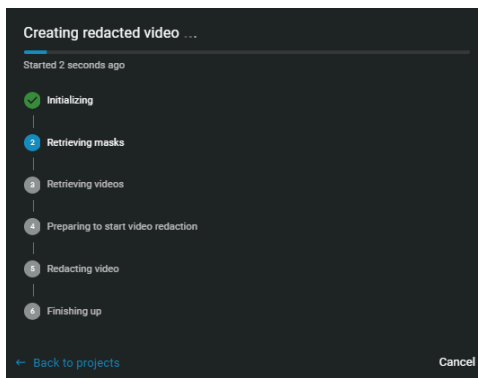 Creating redacted video ...
Started 2 seconds ago
Initializing
2 Retrieving masks
3 Retrieving videos
4 Preparing to start video redaction
5 Redacting video
6 Finishing up
← Back to projects
Cancel